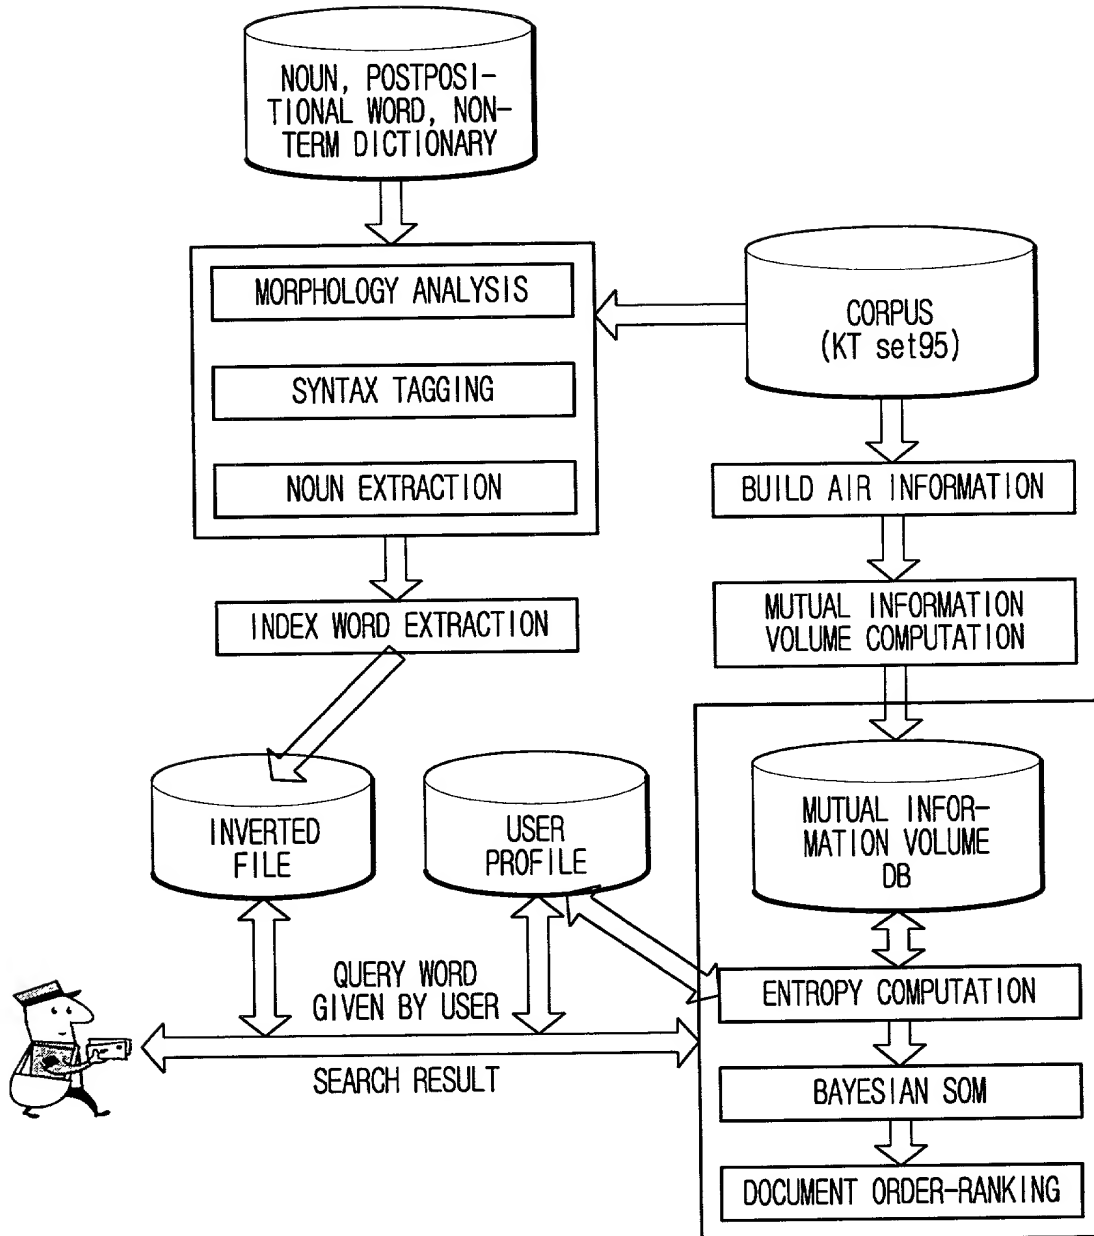 NOUN, POSTPOSI-
TIONAL WORD, NON-
TERM DICTIONARY
MORPHOLOGY ANALYSIS
SYNTAX TAGGING
NOUN EXTRACTION
INDEX WORD EXTRACTION
CORPUS
(KT set95)
BUILD AIR INFORMATION
MUTUAL INFORMATION
VOLUME COMPUTATION
INVERTED
FILE
USER
PROFILE
MUTUAL INFOR-
MATION VOLUME
DB
QUERY WORD
GIVEN BY USER
SEARCH RESULT
ENTROPY COMPUTATION
BAYESIAN SOM
DOCUMENT ORDER-RANKING